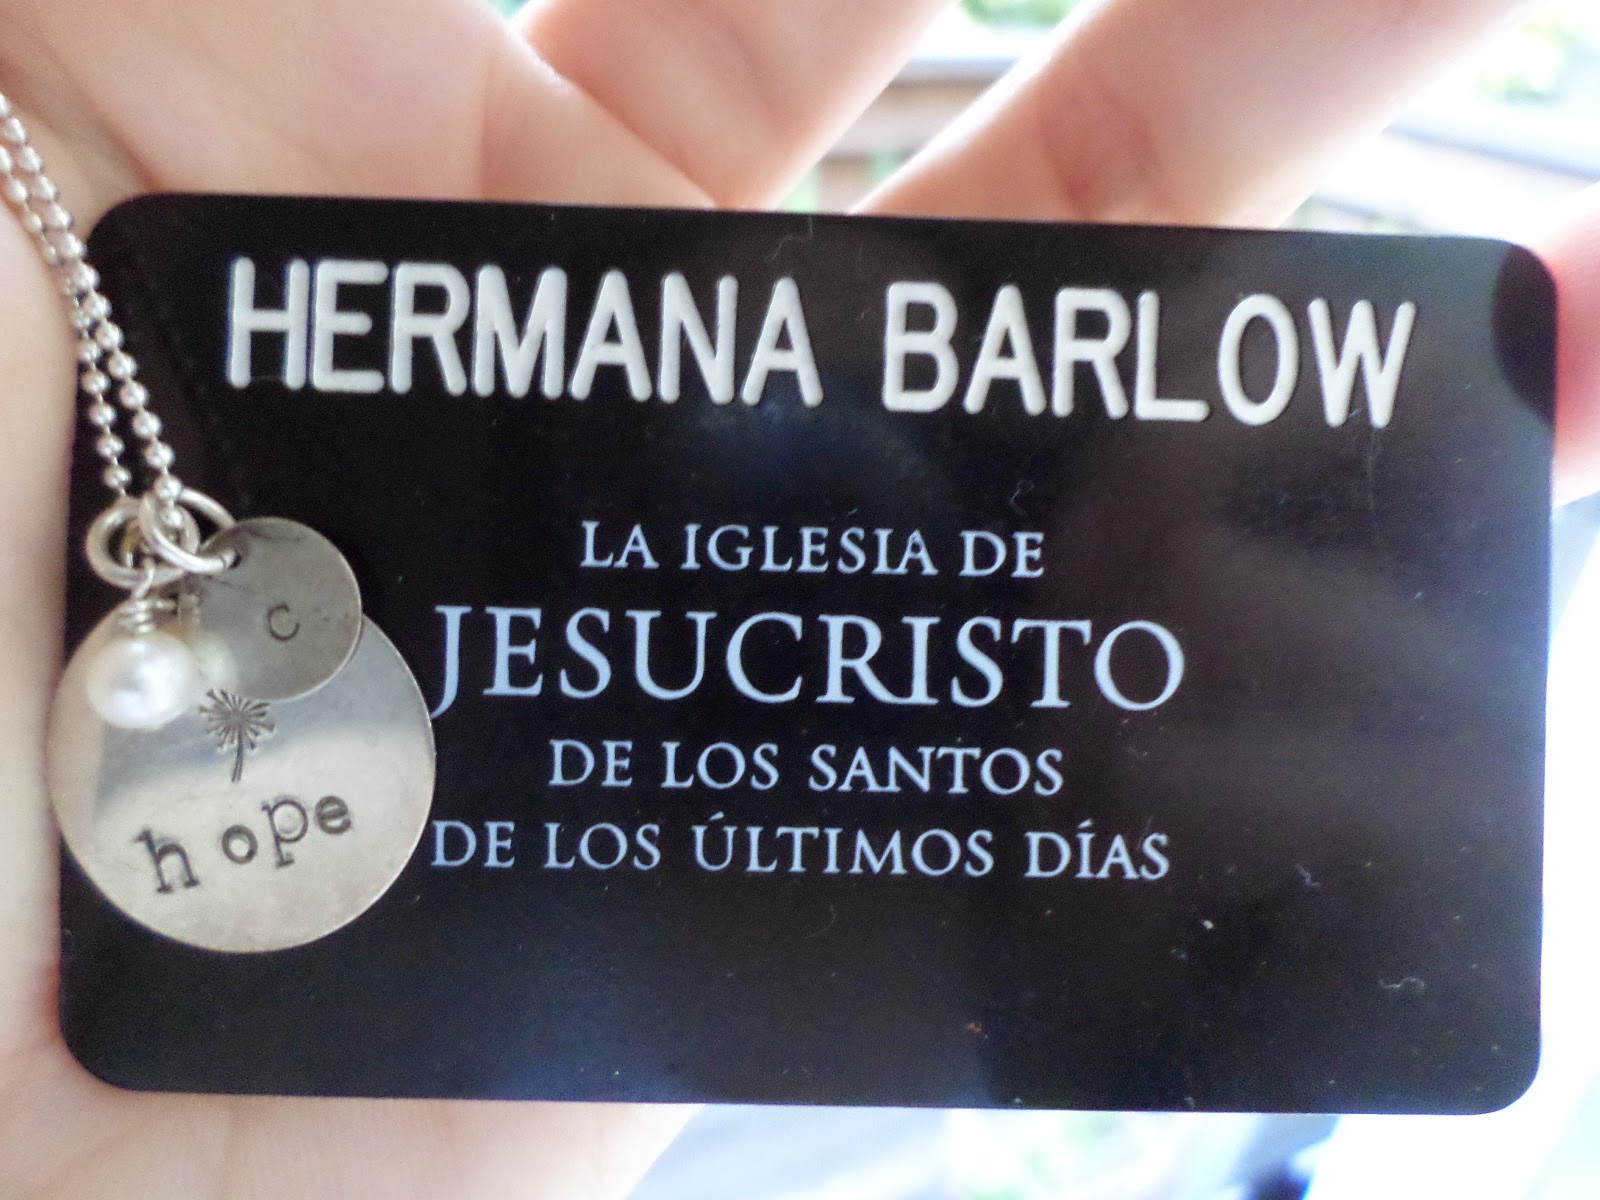 HERMANA BARLOW
LA IGLESIA DE
JESUCRISTO
DE LOS SANTOS
DE LOS ÚLTIMOS DÍAS
c
hope